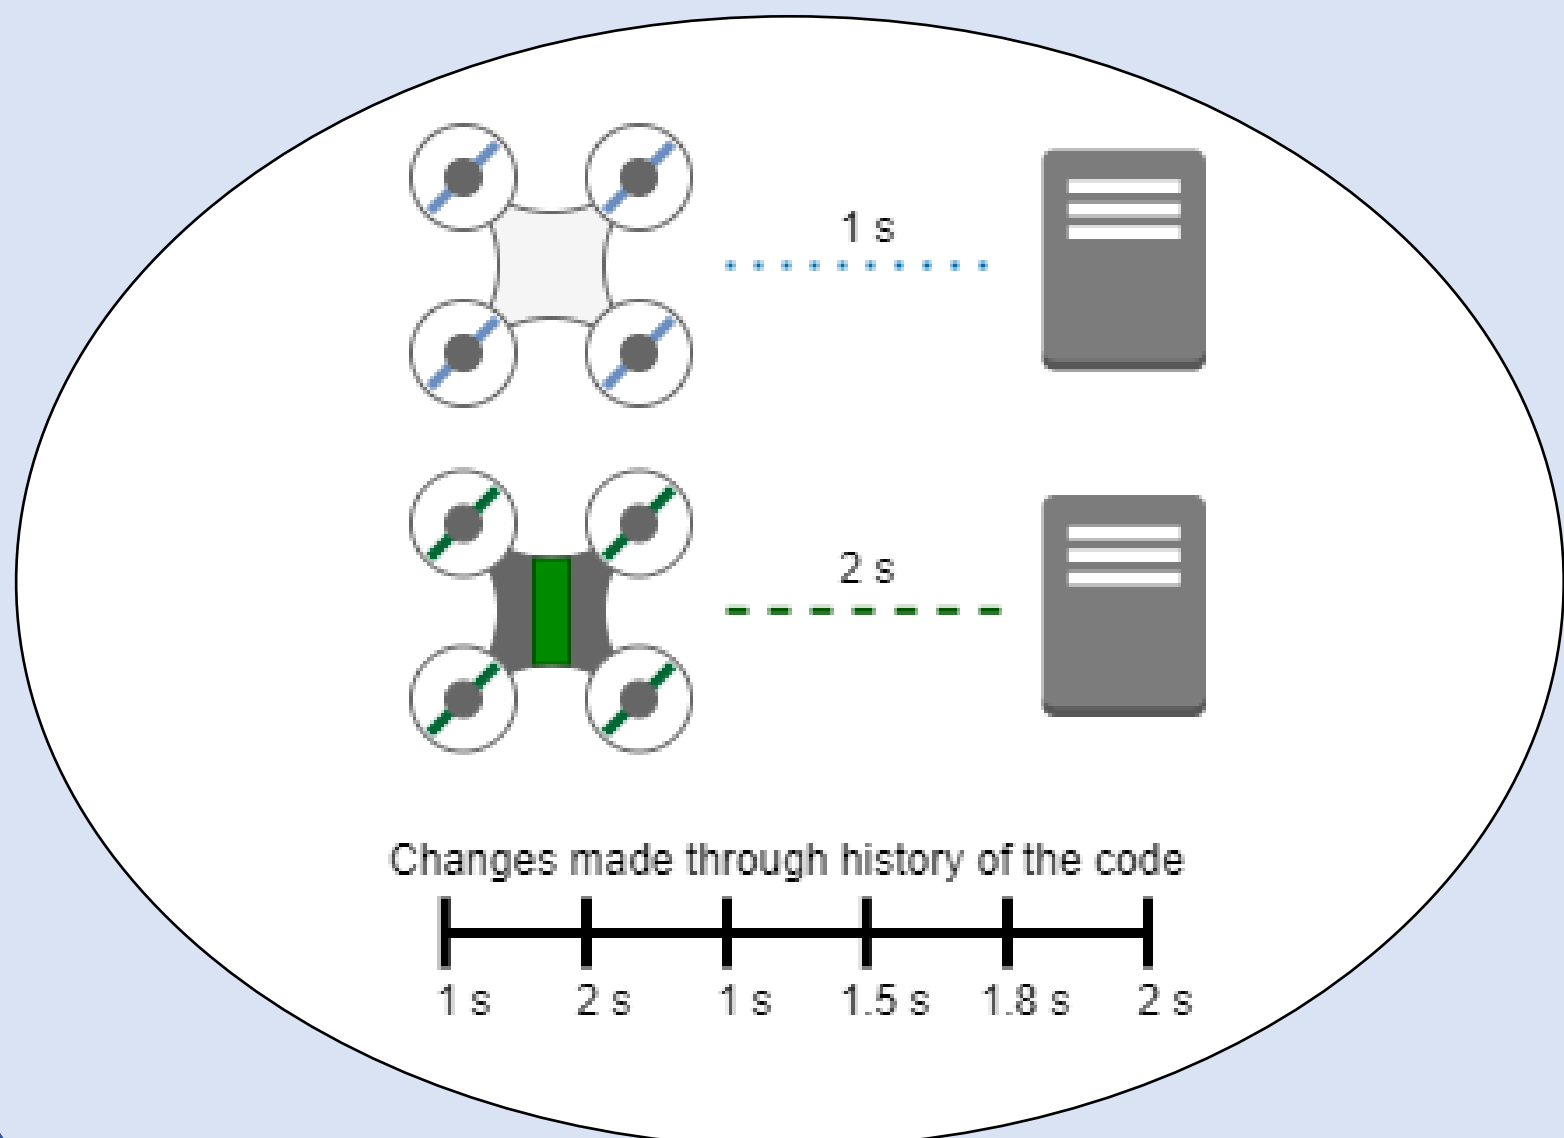 1 s
2 s
Changes made through history of the code
1 s 2 s 1 s 1.5 s 1.8 s 2 s